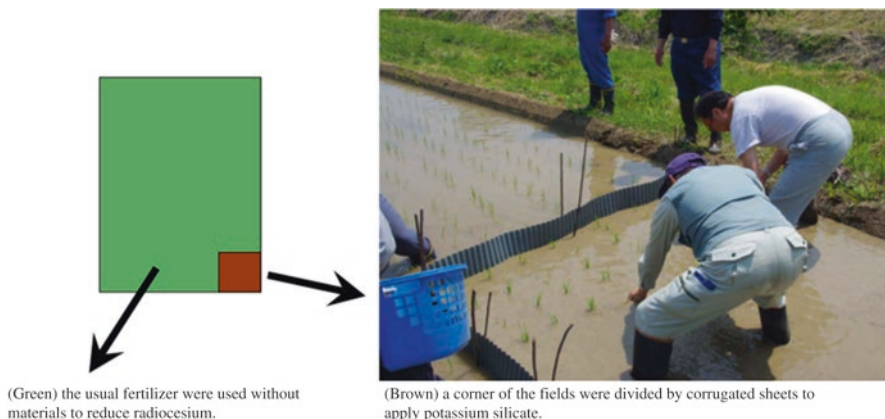 (Green) the usual fertilizer were used without
materials to reduce radiocesium.
(Brown) a corner of the fields were divided by corrugated sheets to
apply potassium silicate.